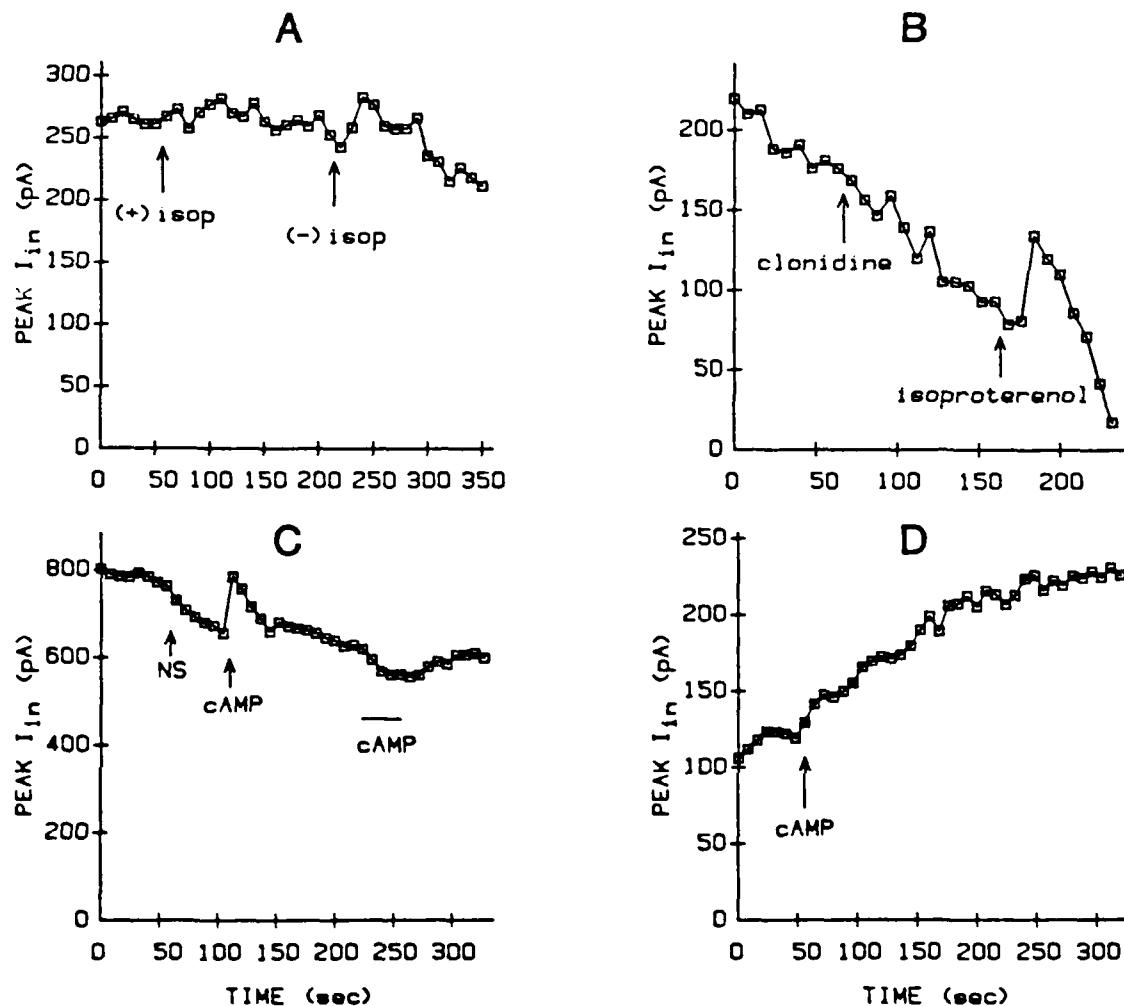 A
PEAK I_in (pA)
300
250
200
150
100
50
0
(+)isop
(-)isop
0 50 100 150 200 250 300 350
B
PEAK I_in (pA)
200
150
100
50
0
clonidine
isoproterenol
0 50 100 150 200
C
PEAK I_in (pA)
800
600
400
200
0
NS
cAMP
cAMP
0 50 100 150 200 250 300
TIME (sec)
D
PEAK I_in (pA)
250
200
150
100
50
0
cAMP
0 50 100 150 200 250 300
TIME (sec)